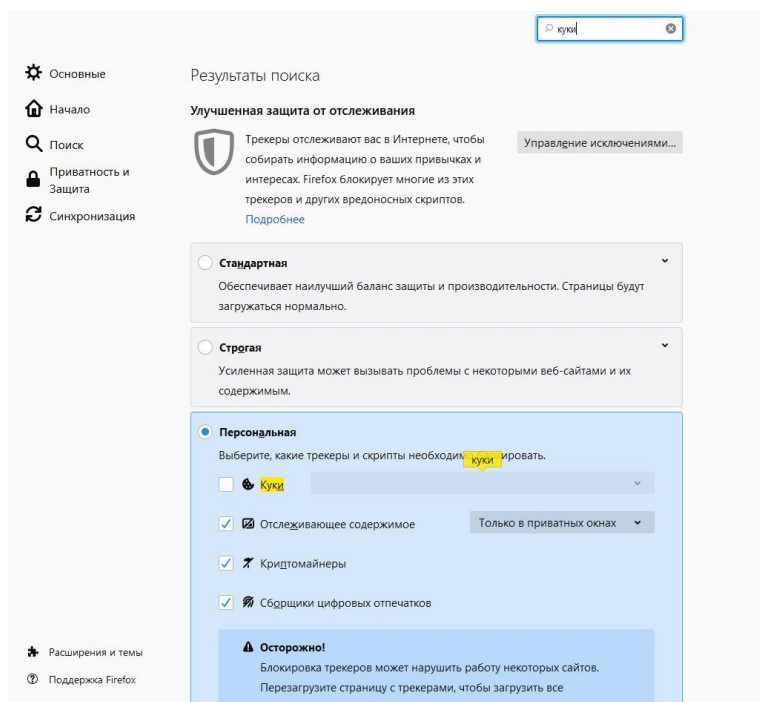 куки
Основные
Начало
Поиск
Приватность и
Защита
Синхронизация
Расширения и темы
Поддержка Firefox
Результаты поиска
Улучшенная защита от отслеживания
Трекеры отслеживают вас в Интернете, чтобы
собирать информацию о ваших привычках и
интересах. Firefox блокирует многие из этих
трекеров и других вредоносных скриптов.
Подробнее
Управление исключениями...
Стандартная
Обеспечивает наилучший баланс защиты и производительности. Страницы будут
загружаться нормально.
Строгая
Усиленная защита может вызывать проблемы с некоторыми веб-сайтами и их
содержимым.
Персональная
Выберите, какие трекеры и скрипты необходимо
куки
Куки
Отслеживающее содержимое
Только в приватных окнах
Криптомайнеры
Сборщики цифровых отпечатков
Осторожно!
Блокировка трекеров может нарушить работу некоторых сайтов.
Перезагрузите страницу с трекерами, чтобы загрузить все